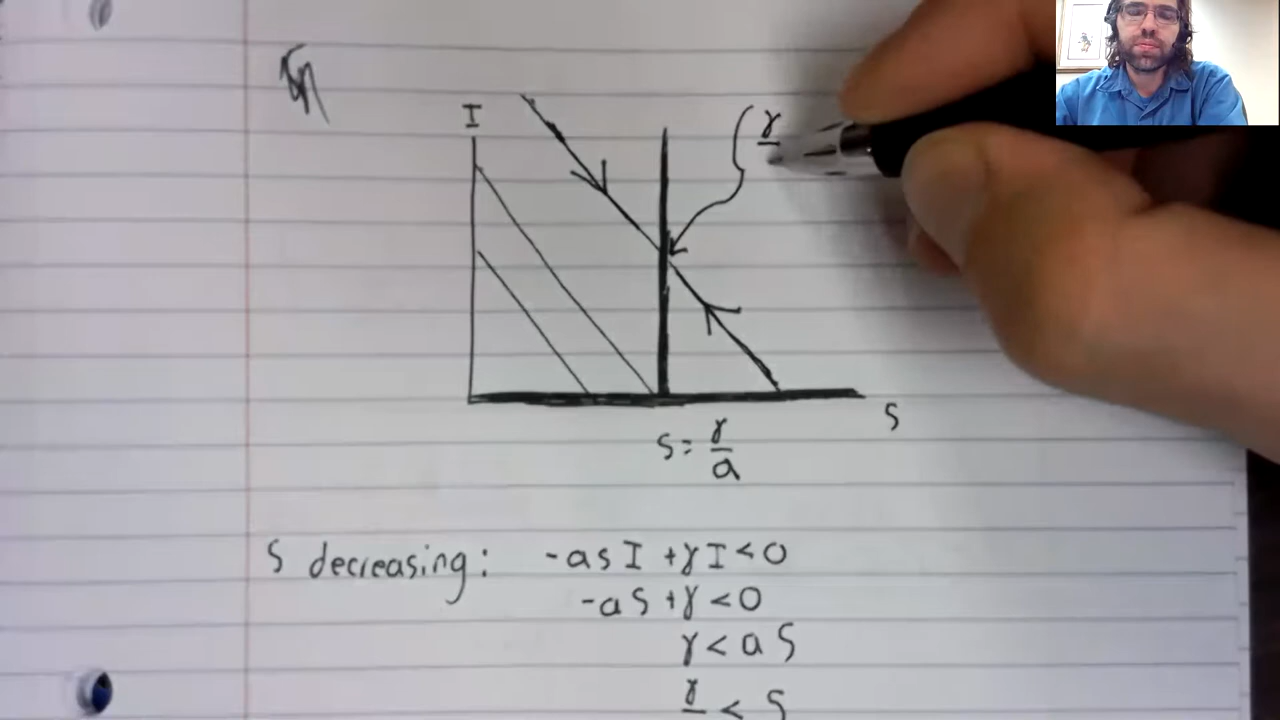 I
γ
S
S = γ/a
S decreasing: -aSI + γI < 0
-aS + γ < 0
γ < aS
γ < S